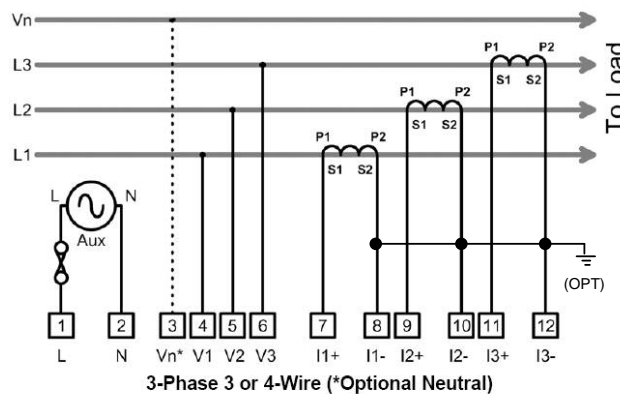 Vn
L3
P1 P2
S1 S2
L2
P1 P2
S1 S2
L1
P1 P2
S1 S2
To Load
L N
Aux
(OPT)
1 2 3 4 5 6 7 8 9 10 11 12
L N Vn* V1 V2 V3 I1+ I1- I2+ I2- I3+ I3-
3-Phase 3 or 4-Wire (*Optional Neutral)